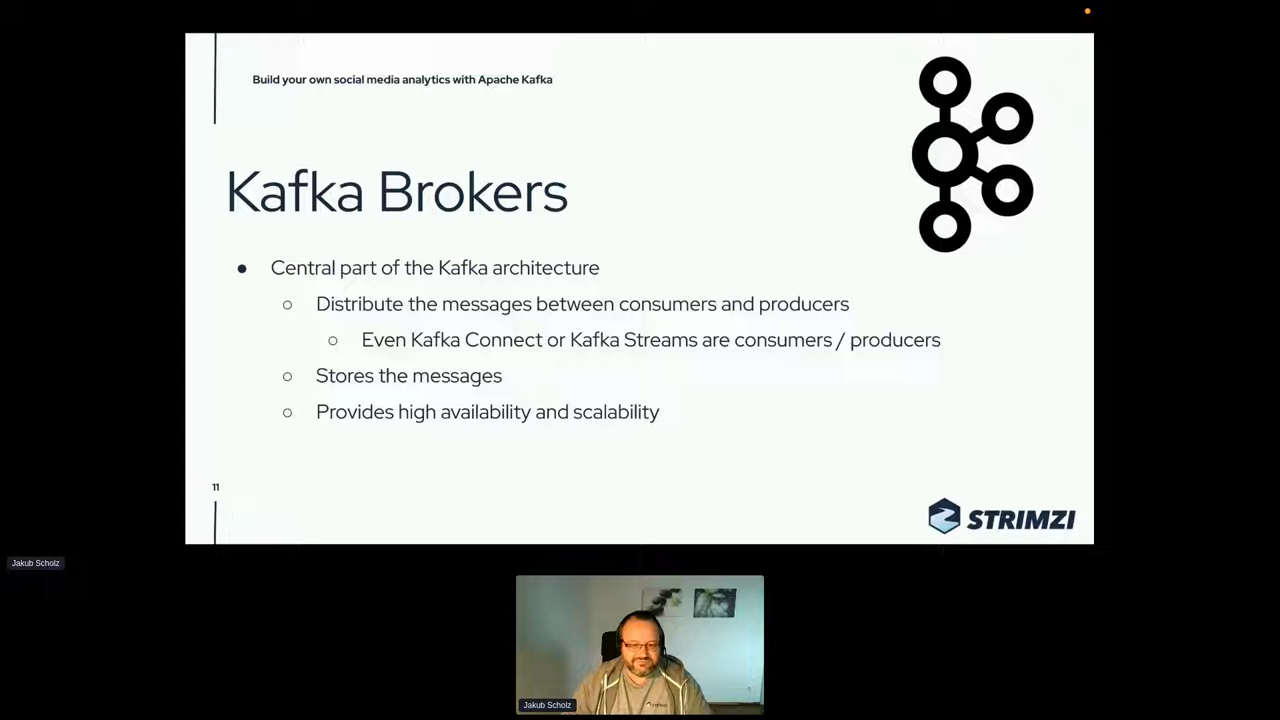 Build your own social media analytics with Apache Kafka
Kafka Brokers
● Central part of the Kafka architecture
○ Distribute the messages between consumers and producers
○ Even Kafka Connect or Kafka Streams are consumers / producers
○ Stores the messages
○ Provides high availability and scalability
11
STRIMZI
Jakub Scholz
Jakub Scholz